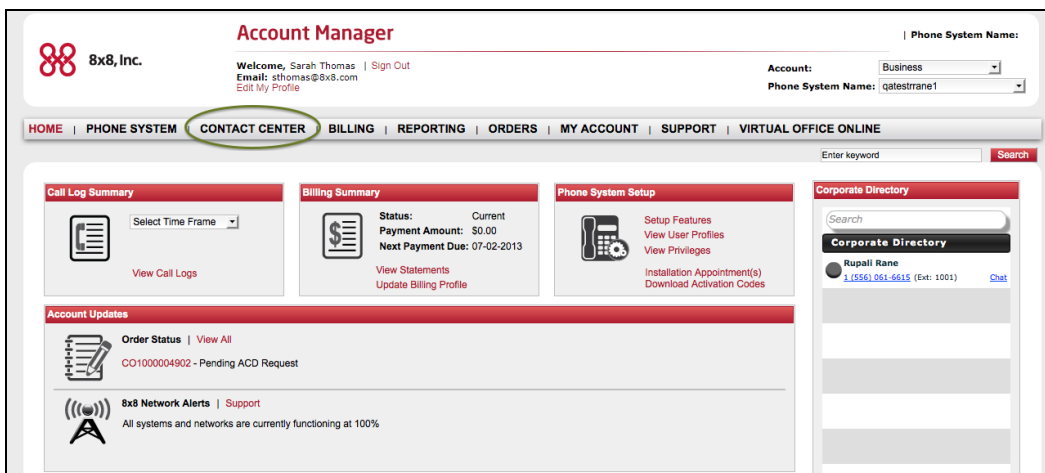 8x8, Inc.
Account Manager
Welcome, Sarah Thomas | Sign Out
Email: sthomas@8x8.com
Edit My Profile
| Phone System Name:
Account: Business
Phone System Name: qatestrrane1
HOME | PHONE SYSTEM | CONTACT CENTER | BILLING | REPORTING | ORDERS | MY ACCOUNT | SUPPORT | VIRTUAL OFFICE ONLINE
Enter keyword Search
Call Log Summary
Select Time Frame
View Call Logs
Billing Summary
Status: Current
Payment Amount: $0.00
Next Payment Due: 07-02-2013
View Statements
Update Billing Profile
Phone System Setup
Setup Features
View User Profiles
View Privileges
Installation Appointment(s)
Download Activation Codes
Corporate Directory
Search
Corporate Directory
Rupali Rane
1 (556) 061-6615 (Ext: 1001) Chat
Account Updates
Order Status | View All
CO1000004902 - Pending ACD Request
8x8 Network Alerts | Support
All systems and networks are currently functioning at 100%